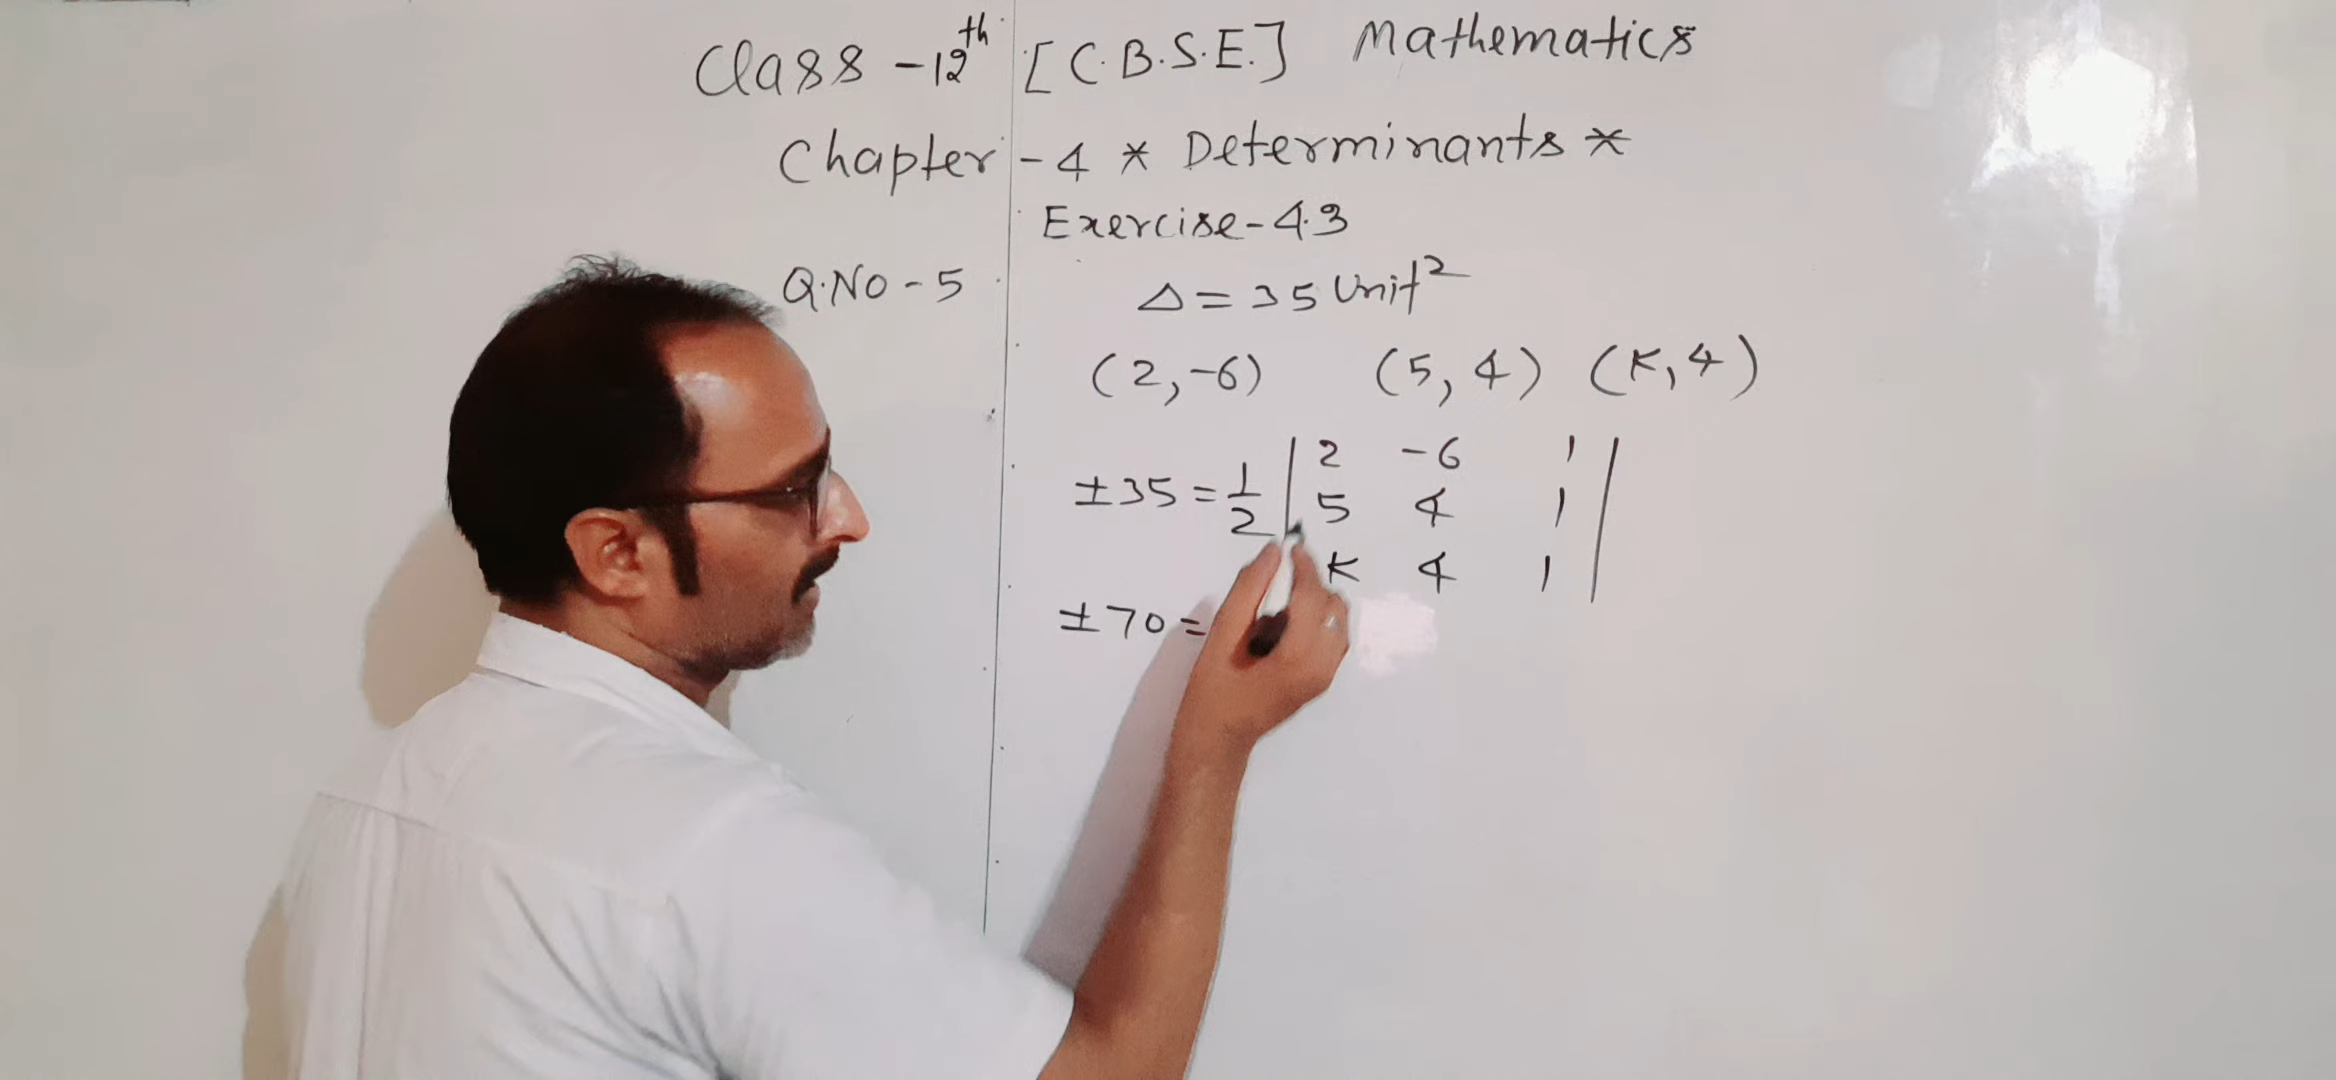 Class - 12th [C.B.S.E.] Mathematics
Chapter - 4 * Determinants *
Exercise - 4.3
Q.NO - 5 Δ = 35 Unit²
(2, -6) (5, 4) (K, 4)
±35 = 1/2 | 2 -6 1 |
5 4 1
K 4 1
±70 =